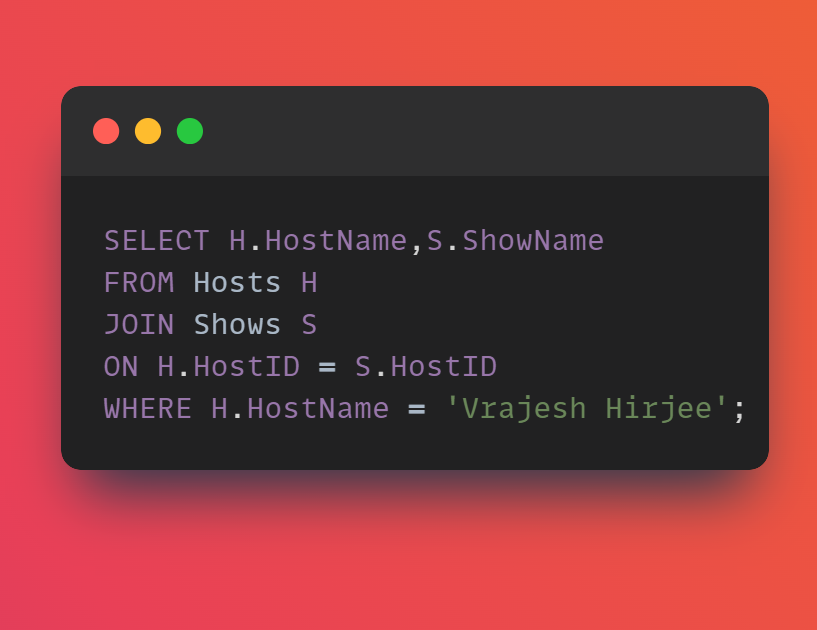 SELECT H.HostName,S.ShowName
FROM Hosts H
JOIN Shows S
ON H.HostID = S.HostID
WHERE H.HostName = 'Vrajesh Hirjee';